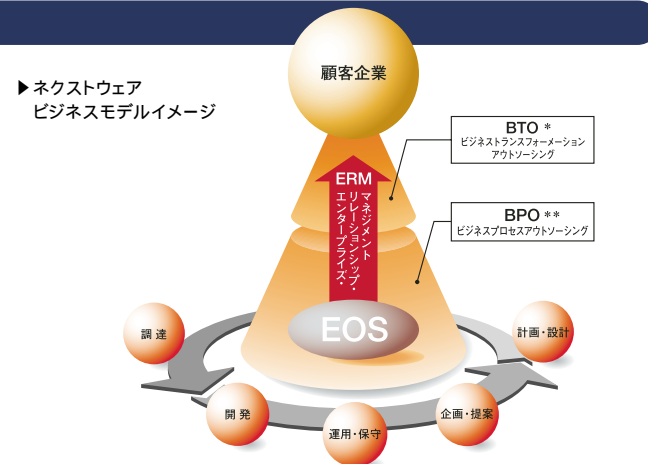 ▶ネクストウェア
ビジネスモデルイメージ
顧客企業
BTO *
ビジネストランスフォーメーション
アウトソーシング
ERM
エンタープライズ・
リレーションシップ・
マネジメント
BPO **
ビジネスプロセスアウトソーシング
EOS
調達
計画・設計
開発
運用・保守
企画・提案